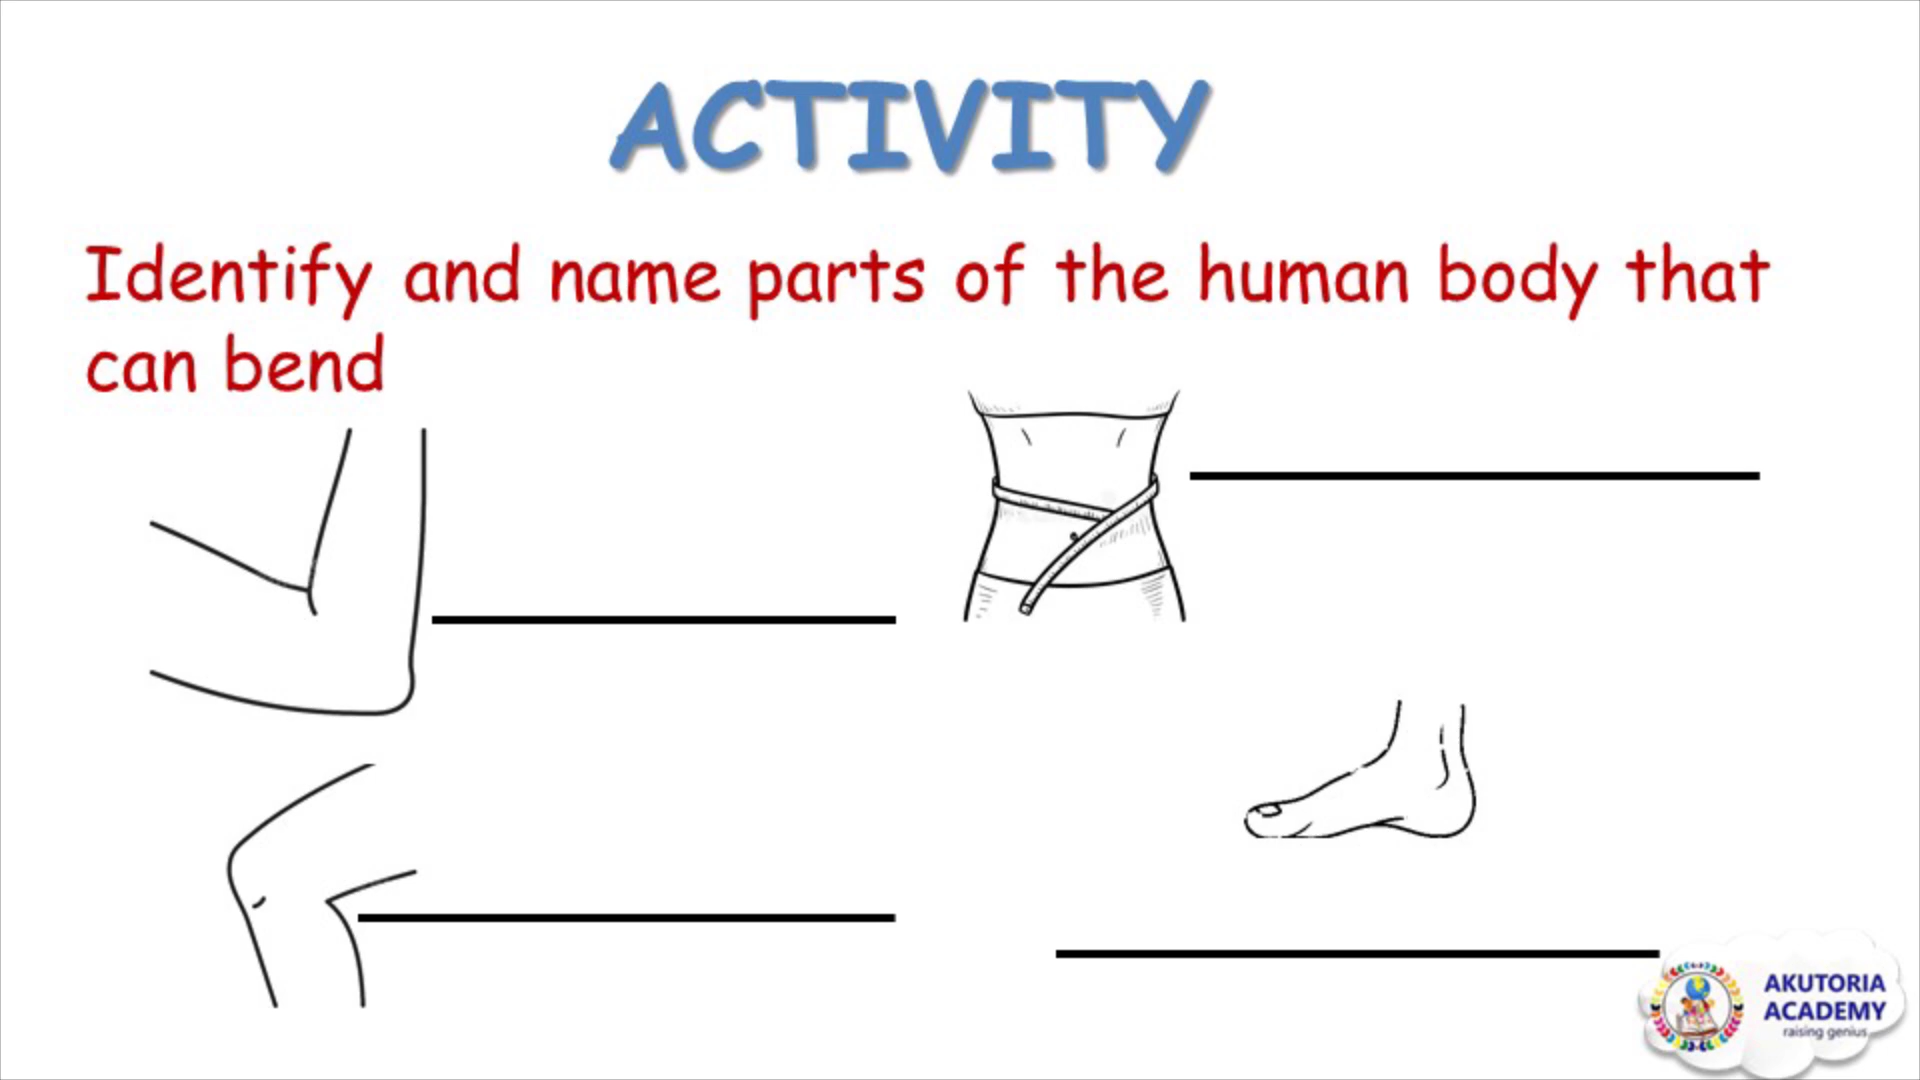 ACTIVITY
Identify and name parts of the human body that
can bend
AKUTORIA
ACADEMY
raising genius